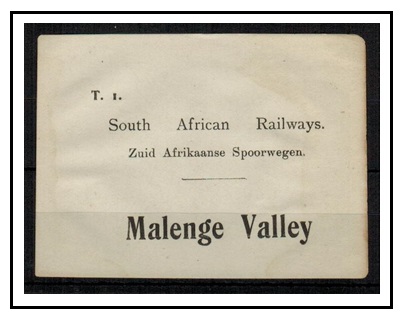 T. 1.
South African Railways.
Zuid Afrikaanse Spoorwegen.
Malenge Valley